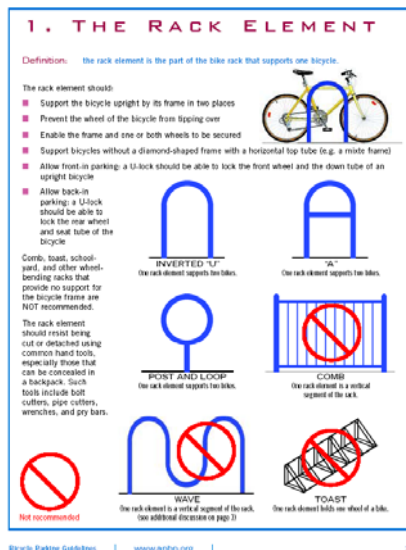 1. THE RACK ELEMENT
Definition: the rack element is the part of the bike rack that supports one bicycle.
The rack element should:
Support the bicycle upright by its frame in two places
Prevent the wheel of the bicycle from tipping over
Enable the frame and one or both wheels to be secured
Support bicycles without a diamond-shaped frame with a horizontal top tube (e.g. a mixte frame)
Allow front-in parking: a U-lock should be able to lock the front wheel and the down tube of an
upright bicycle
Allow back-in
parking: a U-lock
should be able to
lock the rear wheel
and seat tube of the
bicycle
Comb, toast, school-
yard, and other wheel-
bending racks that
provide no support for
the bicycle frame are
NOT recommended.
The rack element
should resist being
cut or detached using
common hand tools,
especially those that
can be concealed in
a backpack. Such
tools include bolt
cutters, pipe cutters,
wrenches, and pry bars.
INVERTED "U"
One rack element supports two bikes.
"A"
One rack element supports two bikes.
POST AND LOOP
One rack element supports two bikes.
COMB
One rack element is a vertical
segment of the rack.
WAVE
One rack element is a vertical segment of the rack.
(see additional discussion on page 3)
TOAST
One rack element holds one wheel of a bike.
Not recommended
Bicycle Parking Guidelines | www.apbp.org |